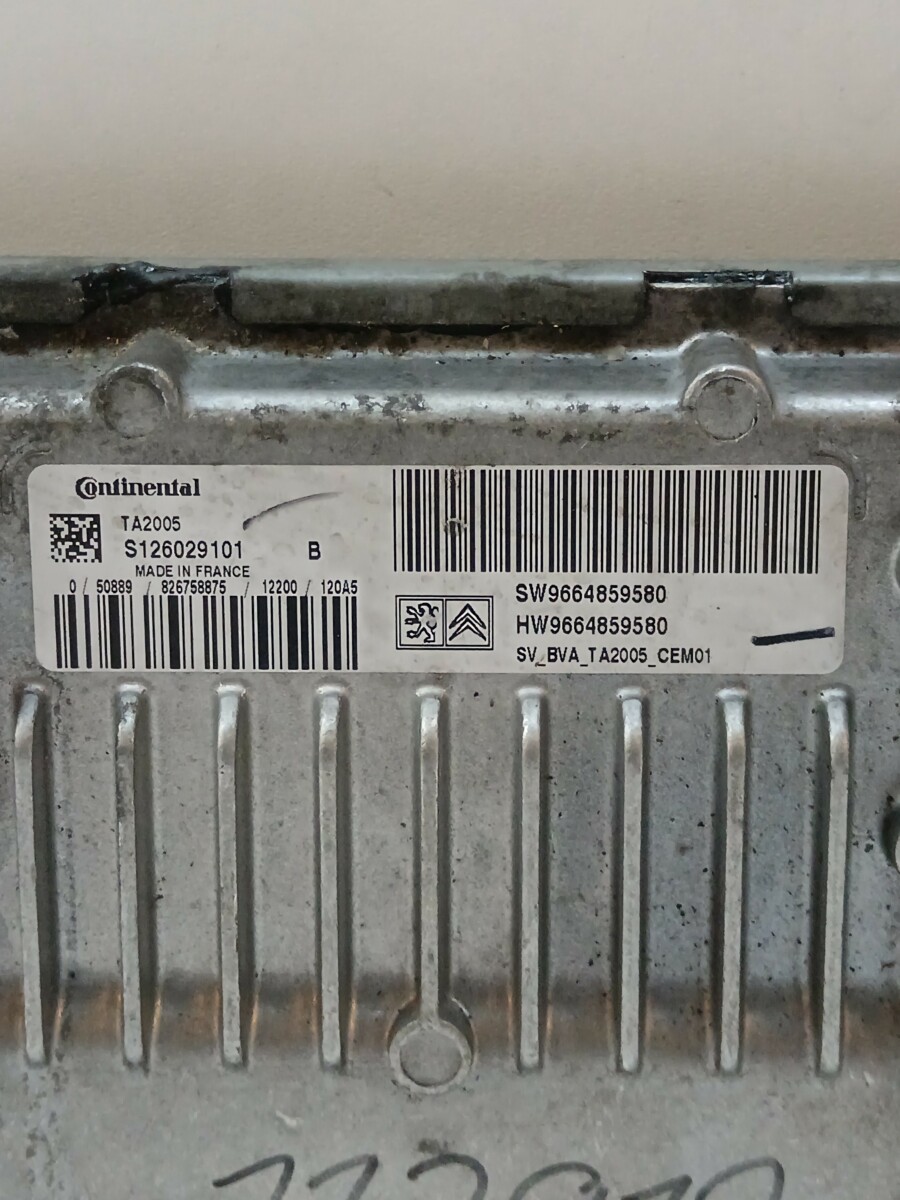 Continental
TA2005
S126029101 B
MADE IN FRANCE
0 / 50889 / 826758875 / 12200 / 120A5
SW9664859580
HW9664859580
SV_BVA_TA2005_CEM01